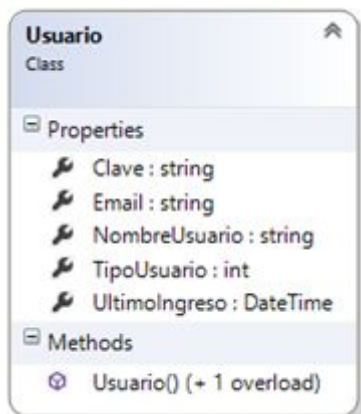 Usuario
Class
Properties
Clave : string
Email : string
NombreUsuario : string
TipoUsuario : int
UltimoIngreso : DateTime
Methods
Usuario() (+ 1 overload)